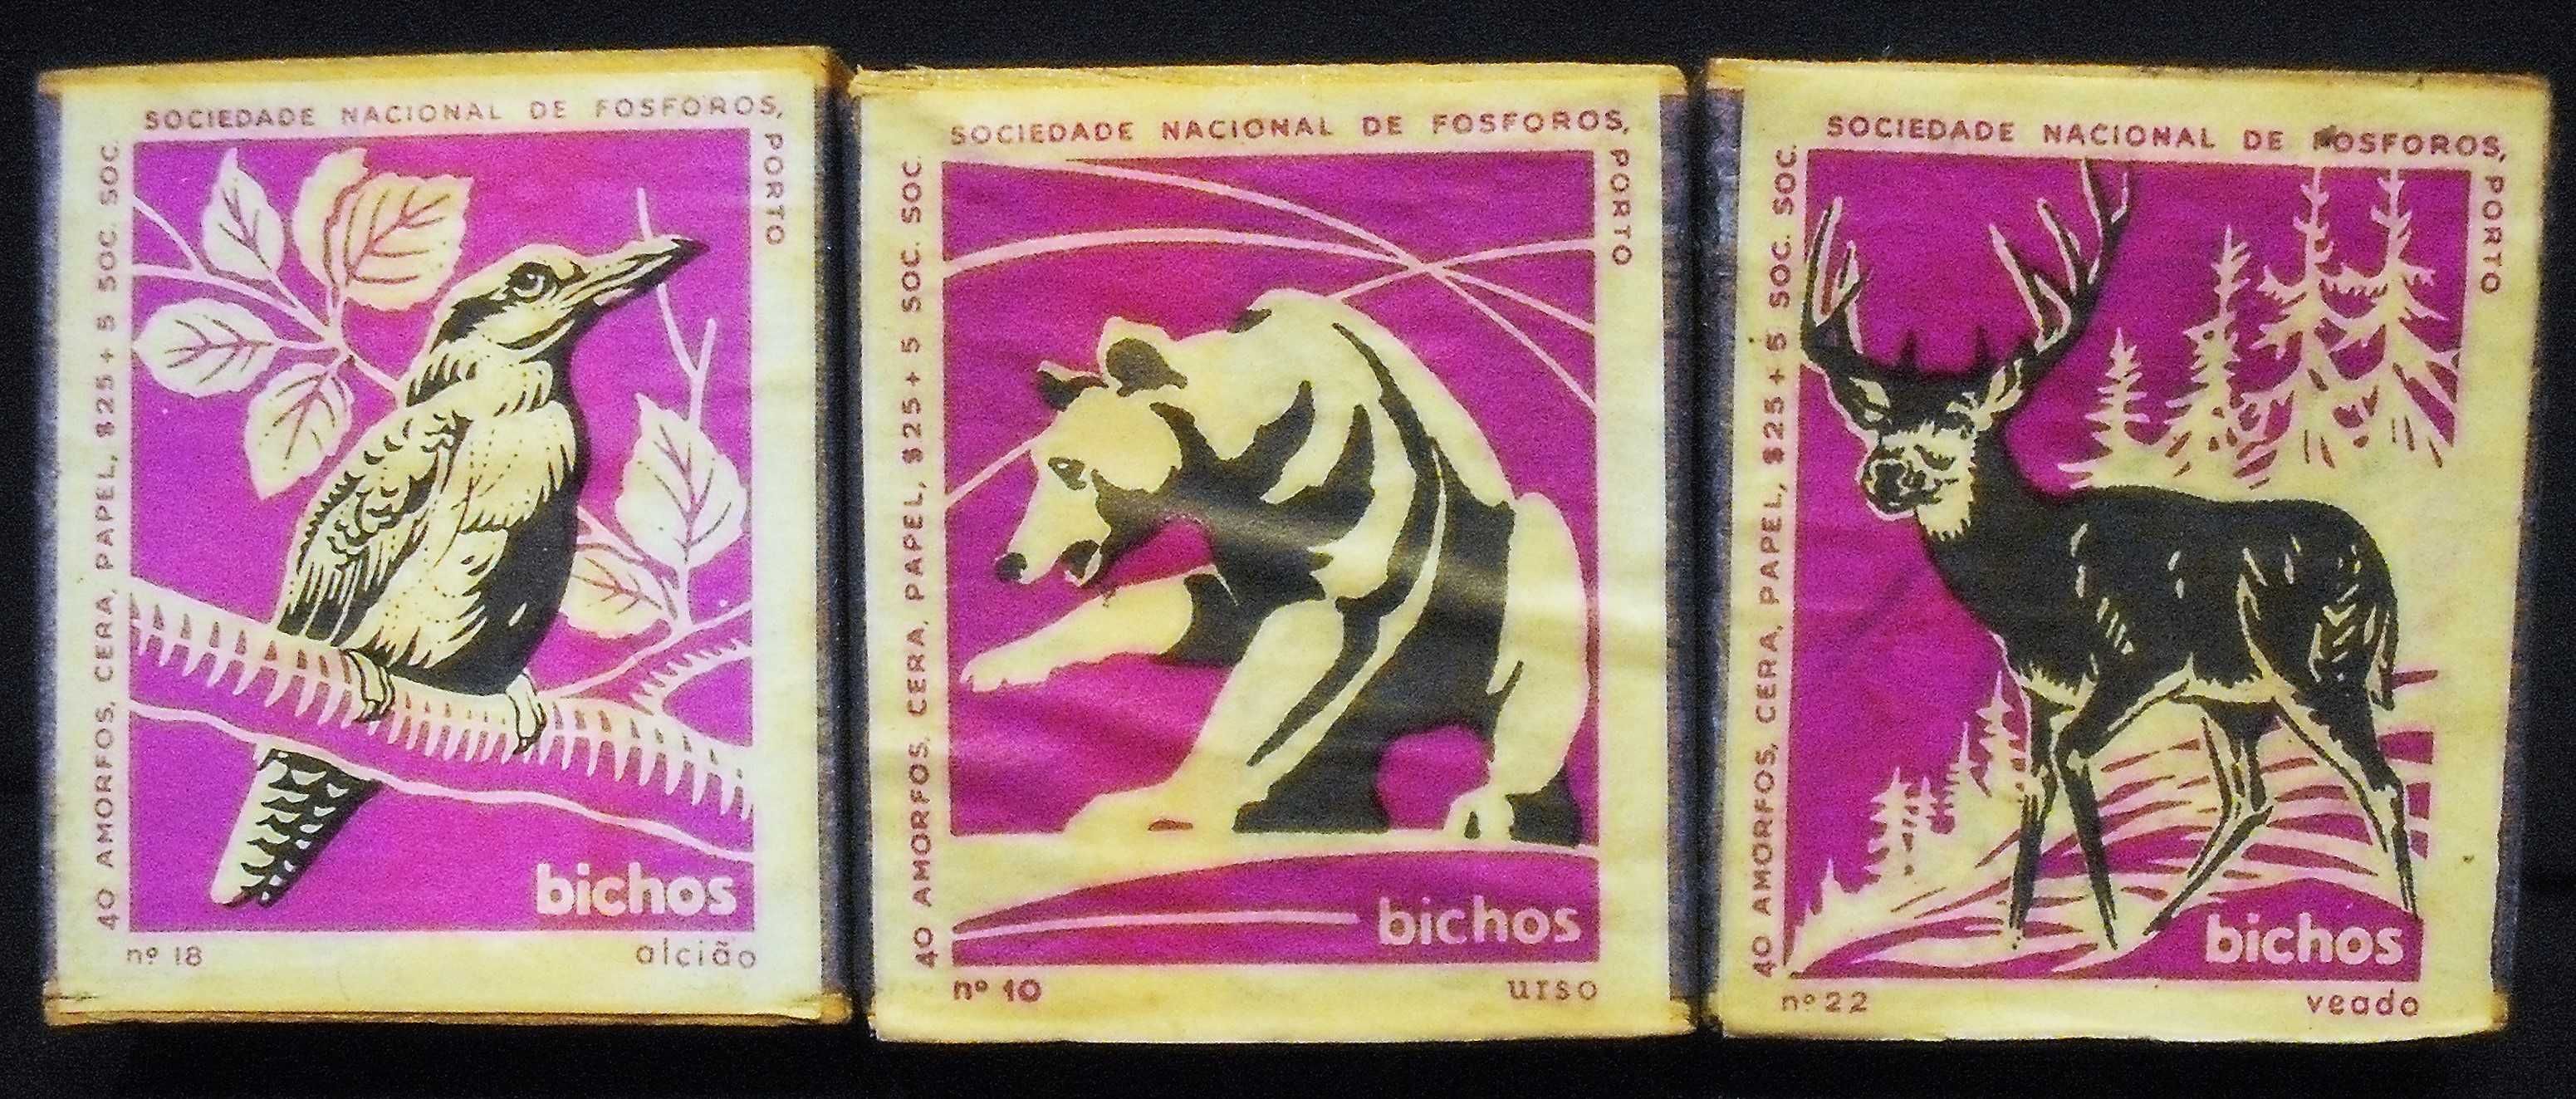 SOCIEDADE NACIONAL DE FOSFOROS,
PORTO
40 AMORFOS, CERA, PAPEL, $25 + 5 SOC. SOC.
bichos
nº 18
alcião
SOCIEDADE NACIONAL DE FOSFOROS,
PORTO
40 AMORFOS, CERA, PAPEL, $25 + 5 SOC. SOC.
bichos
nº 10
urso
SOCIEDADE NACIONAL DE FOSFOROS,
PORTO
40 AMORFOS, CERA, PAPEL, $25 + 5 SOC. SOC.
bichos
nº 22
veado